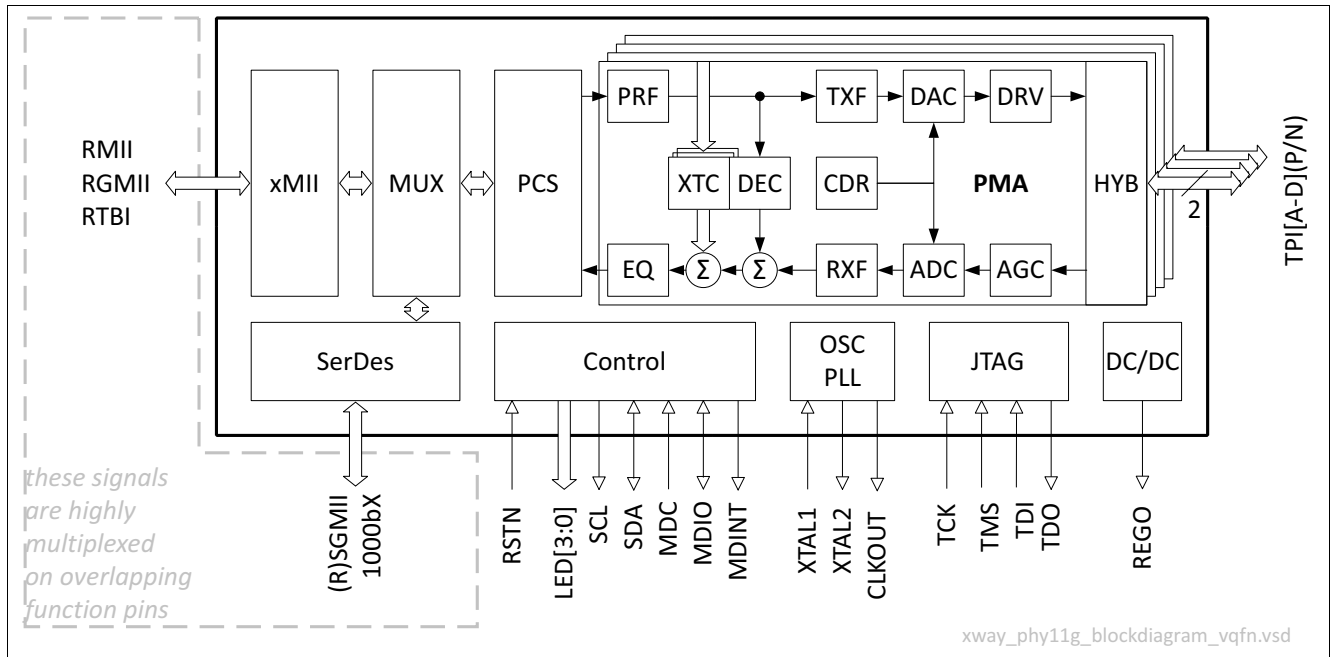 RMII
RGMII
RTBI
xMII
MUX
PCS
PRF
TXF
DAC
DRV
XTC
DEC
CDR
PMA
HYB
2
TPI[A-D](P/N)
EQ
Σ
Σ
RXF
ADC
AGC
SerDes
Control
OSC
PLL
JTAG
DC/DC
these signals
are highly
multiplexed
on overlapping
function pins
(R)SGMII
1000bX
RSTN
LED[3:0]
SCL
SDA
MDC
MDIO
MDINT
XTAL1
XTAL2
CLKOUT
TCK
TMS
TDI
TDO
REGO
xway_phy11g_blockdiagram_vqfn.vsd